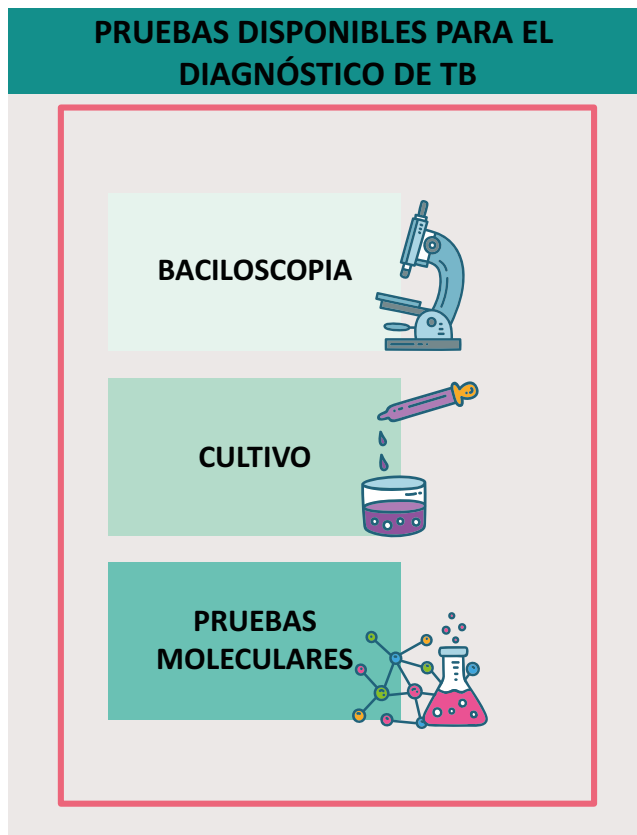 PRUEBAS DISPONIBLES PARA EL
DIAGNÓSTICO DE TB
BACILOSCOPIA
CULTIVO
PRUEBAS
MOLECULARES